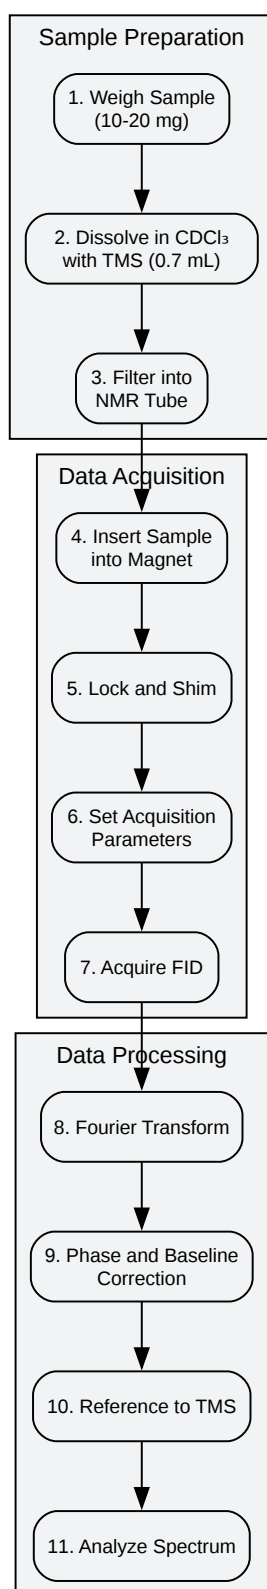 Sample Preparation
1. Weigh Sample
(10-20 mg)
2. Dissolve in CDCl₃
with TMS (0.7 mL)
3. Filter into
NMR Tube
Data Acquisition
4. Insert Sample
into Magnet
5. Lock and Shim
6. Set Acquisition
Parameters
7. Acquire FID
Data Processing
8. Fourier Transform
9. Phase and Baseline
Correction
10. Reference to TMS
11. Analyze Spectrum